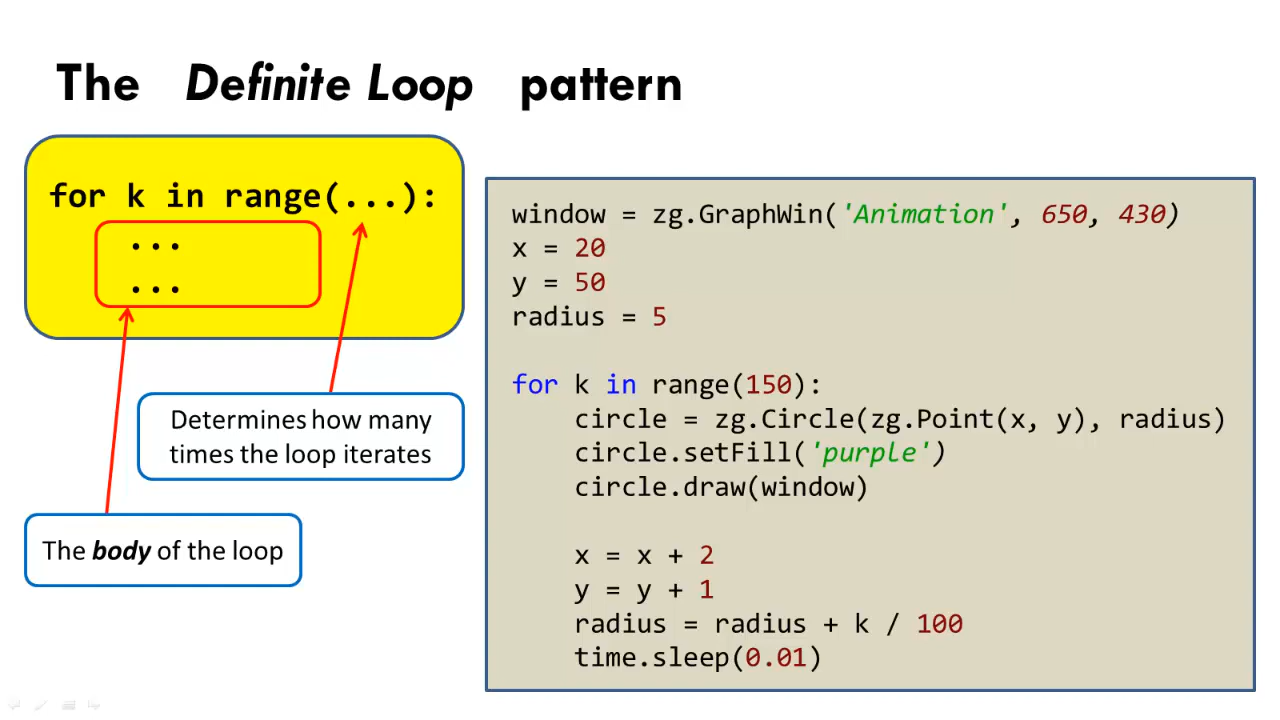 The Definite Loop pattern
for k in range(...):
...
...
Determines how many
times the loop iterates
The body of the loop
window = zg.GraphWin('Animation', 650, 430)
x = 20
y = 50
radius = 5
for k in range(150):
circle = zg.Circle(zg.Point(x, y), radius)
circle.setFill('purple')
circle.draw(window)
x = x + 2
y = y + 1
radius = radius + k / 100
time.sleep(0.01)